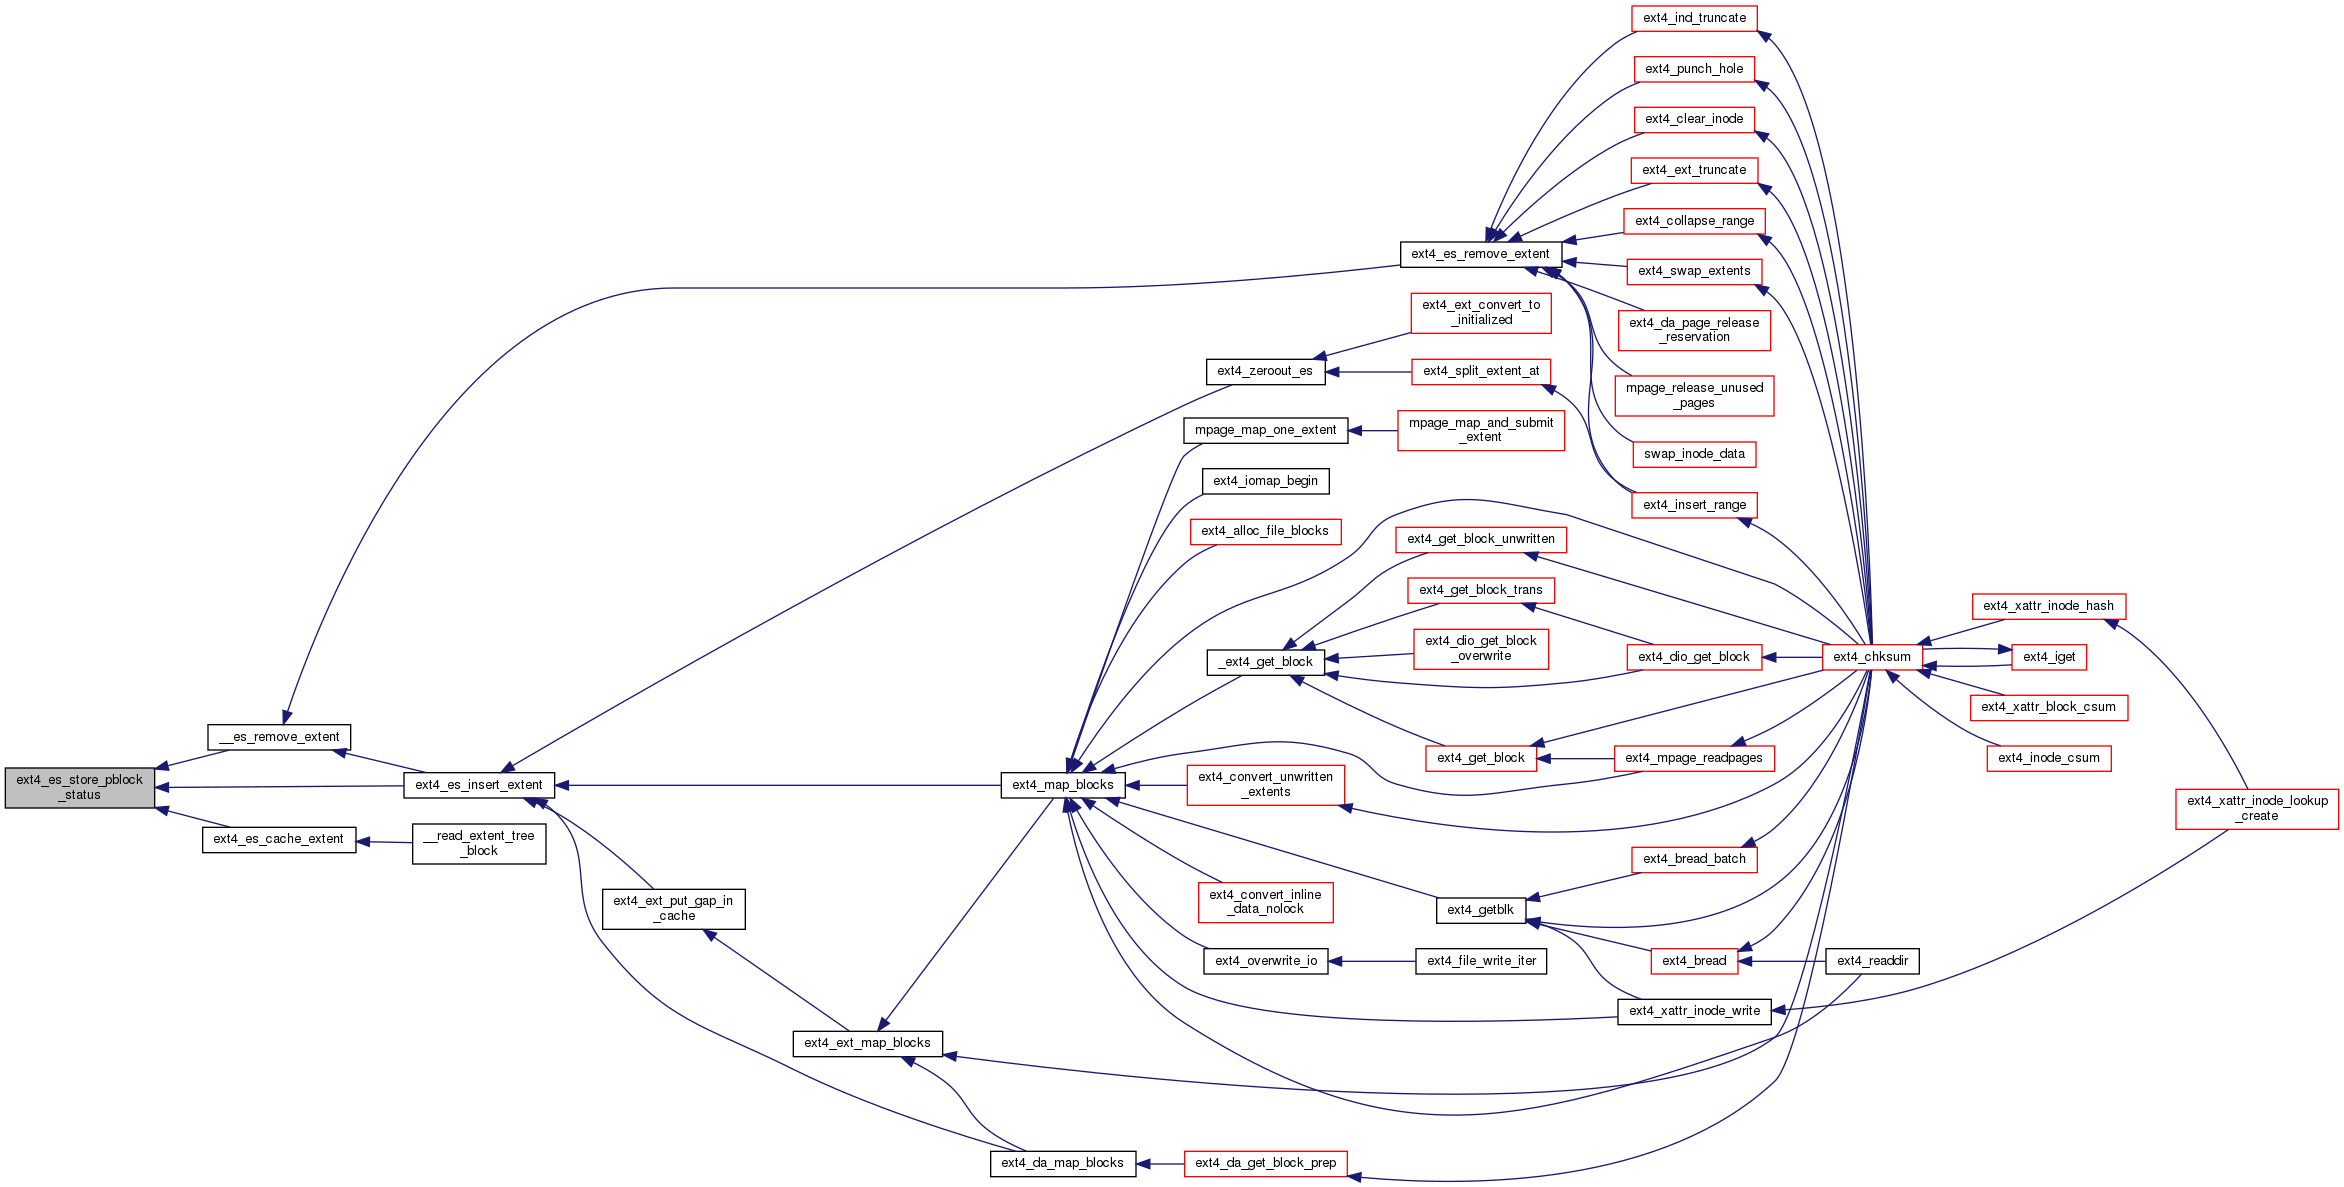 ext4_ind_truncate
ext4_punch_hole
ext4_clear_inode
ext4_ext_truncate
ext4_collapse_range
ext4_es_remove_extent
ext4_swap_extents
ext4_da_page_release
_reservation
ext4_ext_convert_to
_initialized
ext4_zeroout_es
ext4_split_extent_at
mpage_release_unused
_pages
mpage_map_one_extent
mpage_map_and_submit
_extent
swap_inode_data
ext4_iomap_begin
ext4_insert_range
ext4_alloc_file_blocks
ext4_get_block_unwritten
ext4_get_block_trans
ext4_xattr_inode_hash
ext4_dio_get_block
_overwrite
_ext4_get_block
ext4_dio_get_block
ext4_chksum
ext4_iget
ext4_xattr_block_csum
__es_remove_extent
ext4_get_block
ext4_mpage_readpages
ext4_inode_csum
ext4_es_store_pblock
_status
ext4_es_insert_extent
ext4_map_blocks
ext4_convert_unwritten
_extents
ext4_xattr_inode_lookup
_create
ext4_es_cache_extent
__read_extent_tree
_block
ext4_bread_batch
ext4_ext_put_gap_in
_cache
ext4_convert_inline
_data_nolock
ext4_getblk
ext4_overwrite_io
ext4_file_write_iter
ext4_bread
ext4_readdir
ext4_xattr_inode_write
ext4_ext_map_blocks
ext4_da_map_blocks
ext4_da_get_block_prep